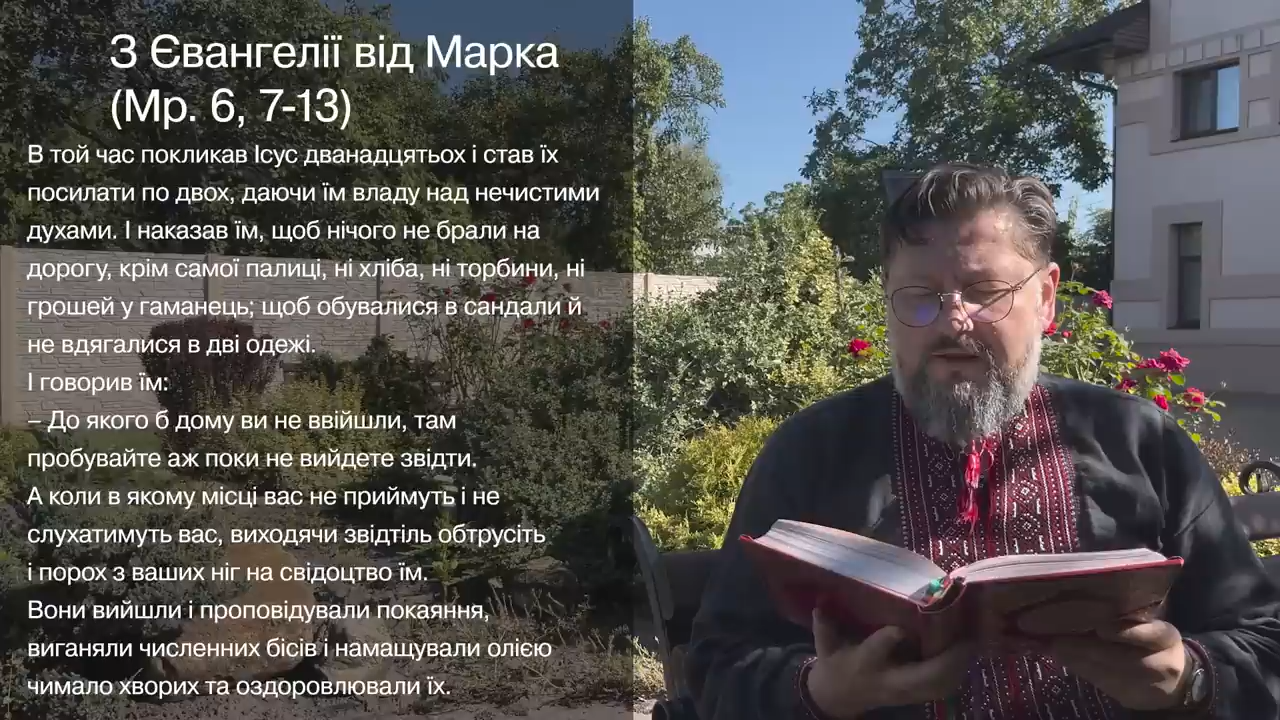 З Євангелії від Марка
(Мр. 6, 7-13)
В той час покликав Ісус дванадцятьох і став їх
посилати по двох, даючи їм владу над нечистими
духами. І наказав їм, щоб нічого не брали на
дорогу, крім самої палиці, ні хліба, ні торбини, ні
грошей у гаманець; щоб обувалися в сандали й
не вдягалися в дві одежі.
І говорив їм:
– До якого б дому ви не ввійшли, там
пробувайте аж поки не вийдете звідти.
А коли в якому місці вас не приймуть і не
слухатимуть вас, виходячи звідтіль обтрусіть
і порох з ваших ніг на свідоцтво їм.
Вони вийшли і проповідували покаяння,
виганяли численних бісів і намащували олією
чимало хворих та оздоровлювали їх.